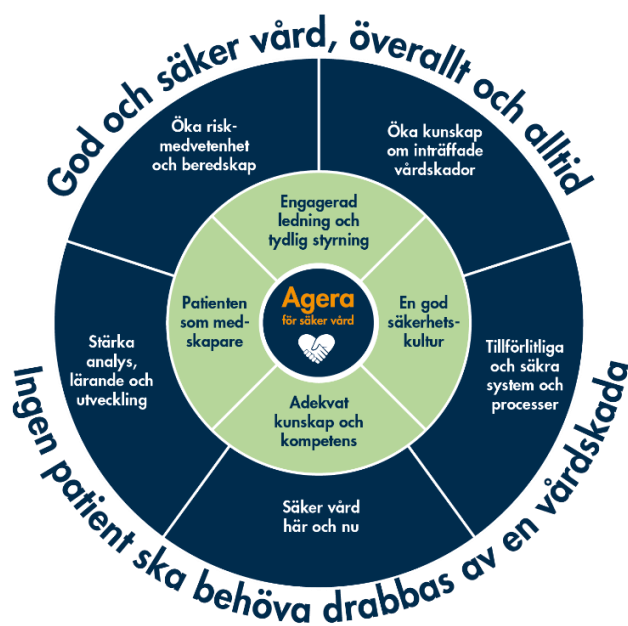 God och säker vård, överallt och alltid
Öka risk-
medvetenhet
och beredskap
Öka kunskap
om inträffade
vårdskador
Engagerad
ledning och
tydlig styrning
Patienten
som med-
skapare
Agera
för säker vård
En god
säkerhets-
kultur
Stärka
analys,
lärande och
utveckling
Tillförlitliga
och säkra
system och
processer
Adekvat
kunskap och
kompetens
Säker vård
här och nu
Ingen patient ska behöva drabbas av en vårdskada